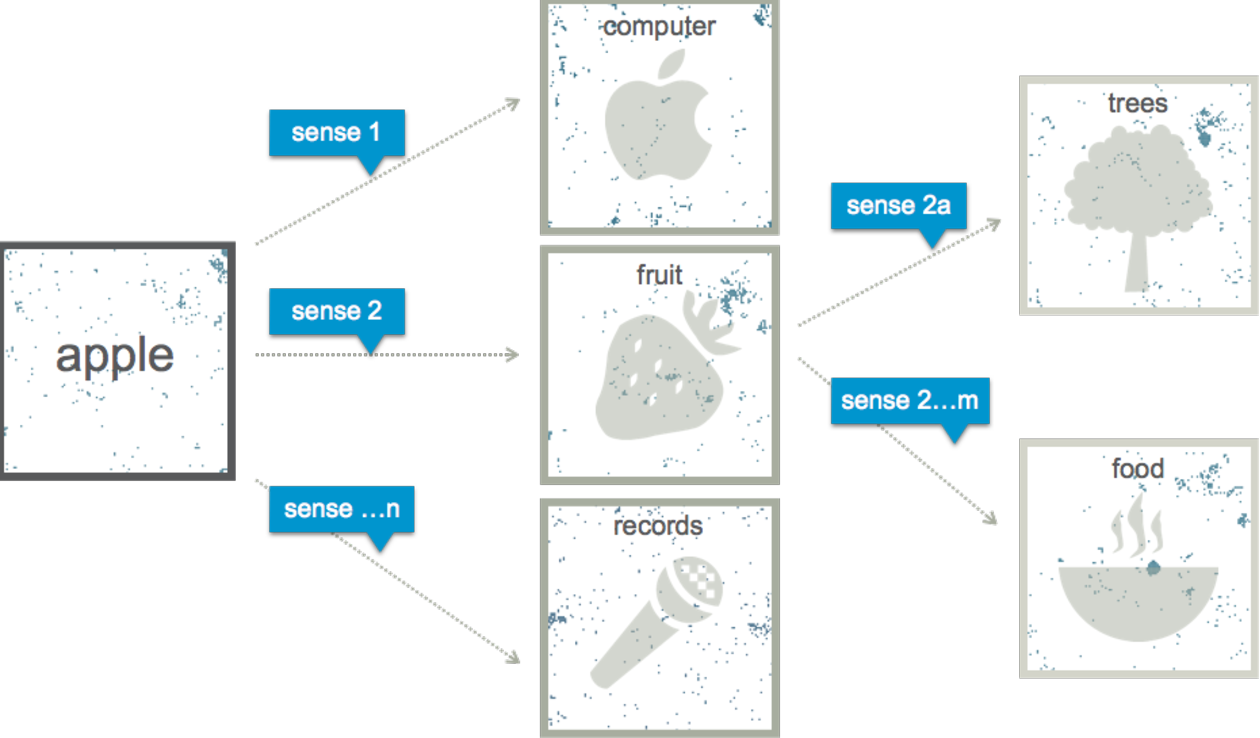 computer
sense 1
trees
sense 2a
fruit
sense 2
apple
sense 2...m
food
sense ...n
records